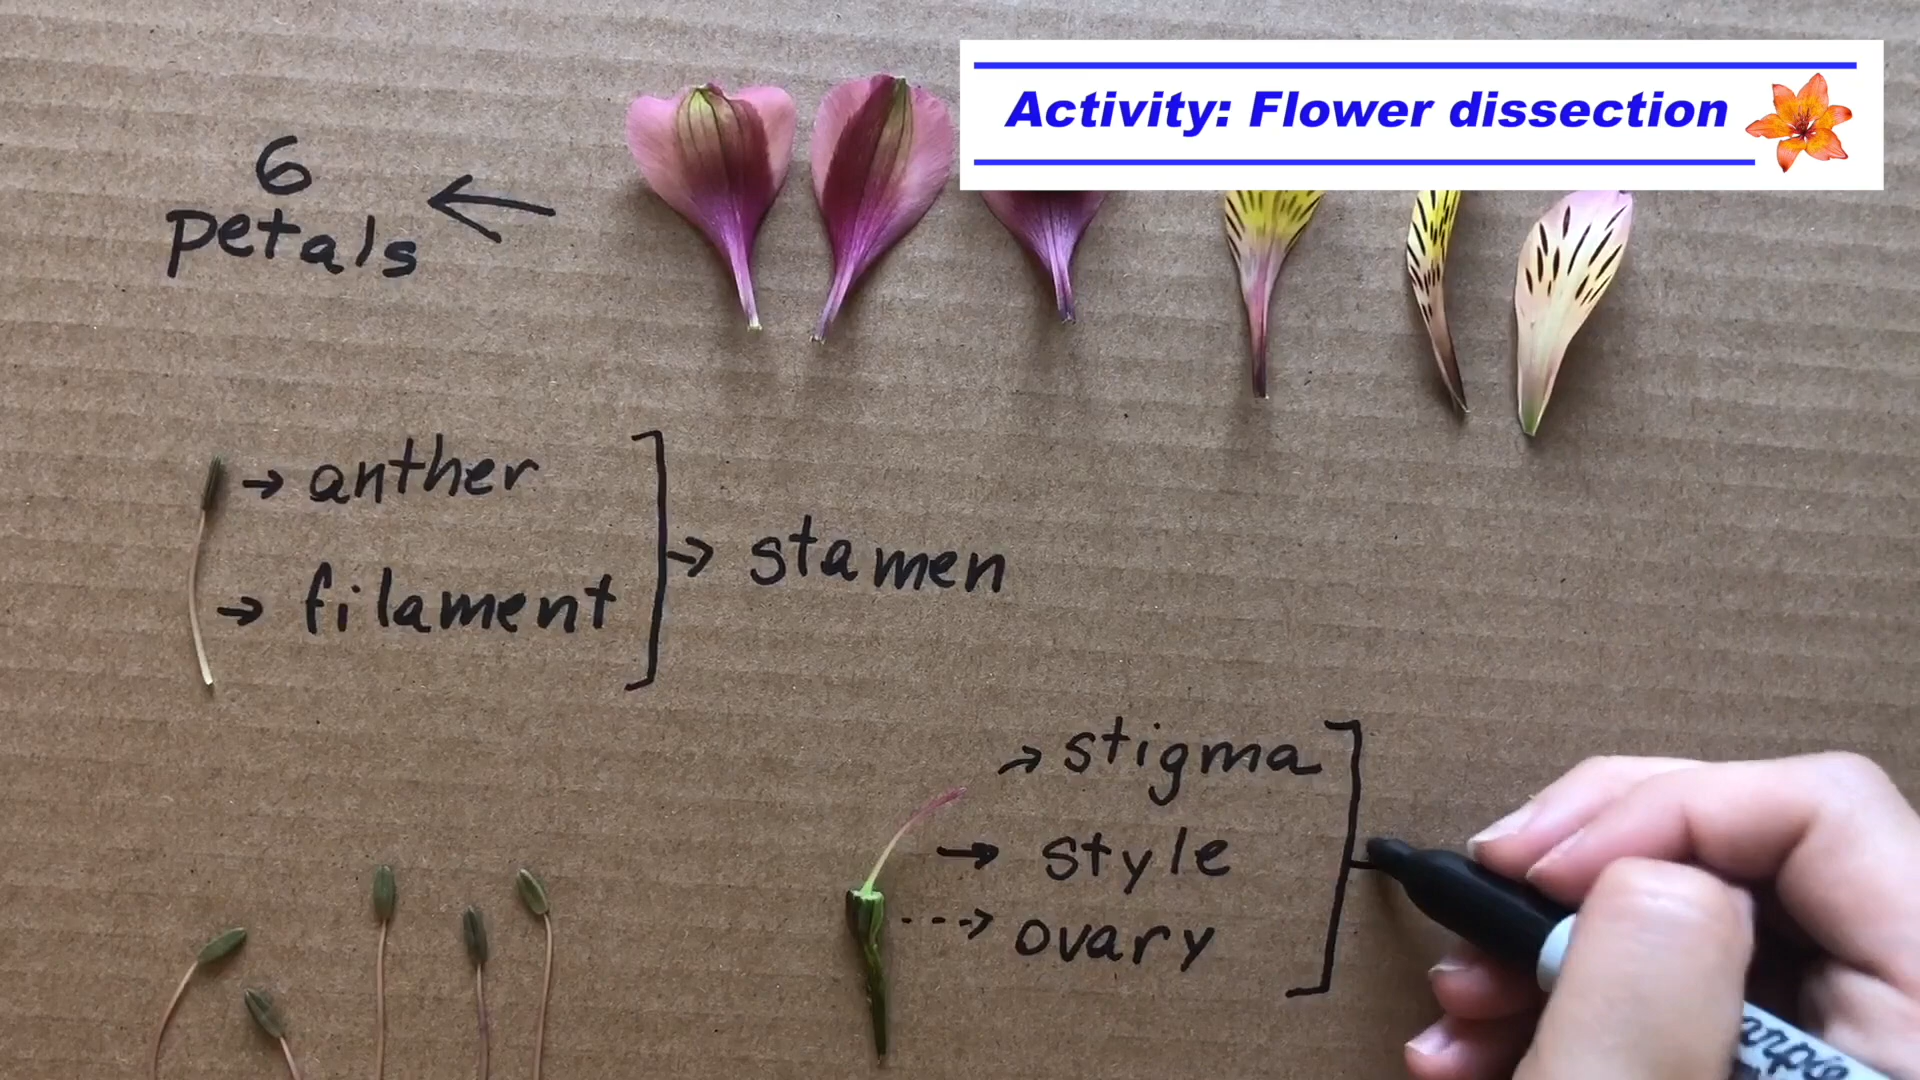 Activity: Flower dissection
6
petals
anther
filament
stamen
stigma
style
ovary